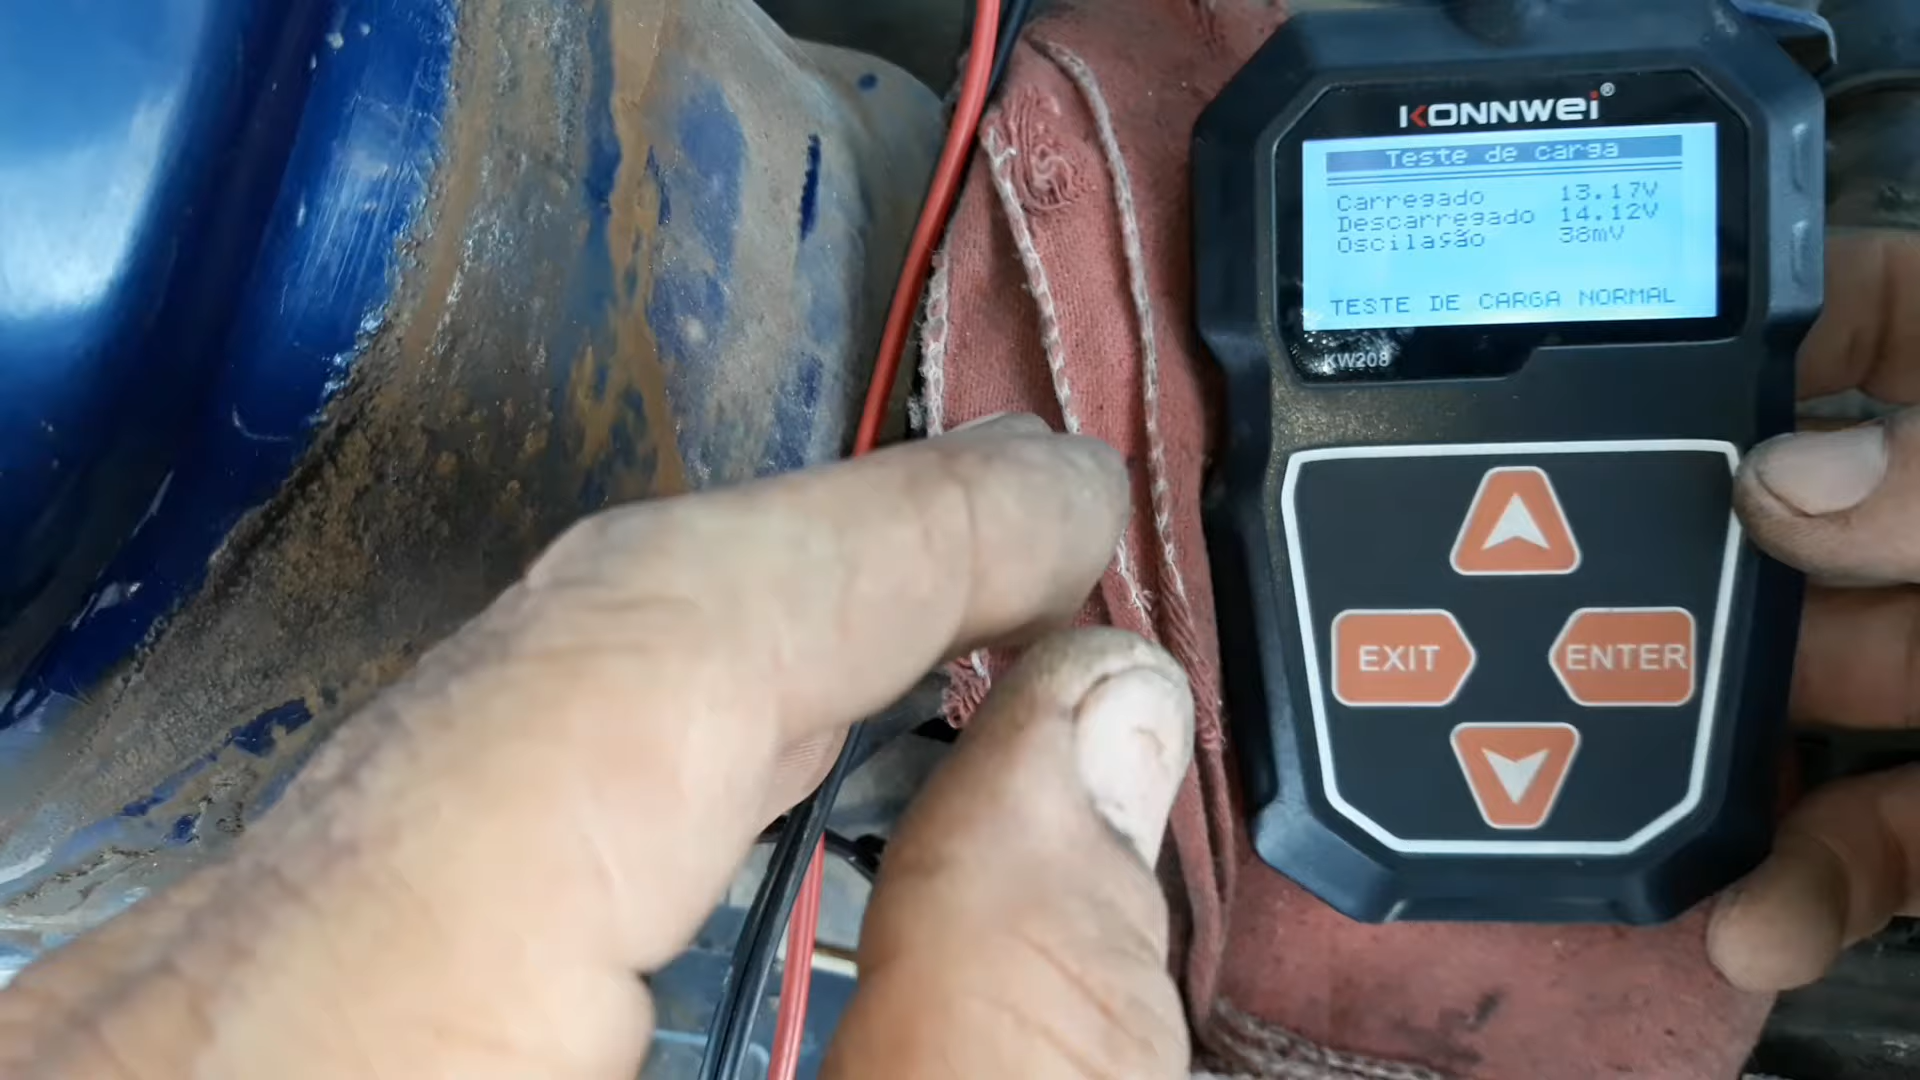 KONNWEI®
Teste de carga
Carregado 13.17V
Descarregado 14.12V
Oscilação 38mV
TESTE DE CARGA NORMAL
KW208
EXIT
ENTER